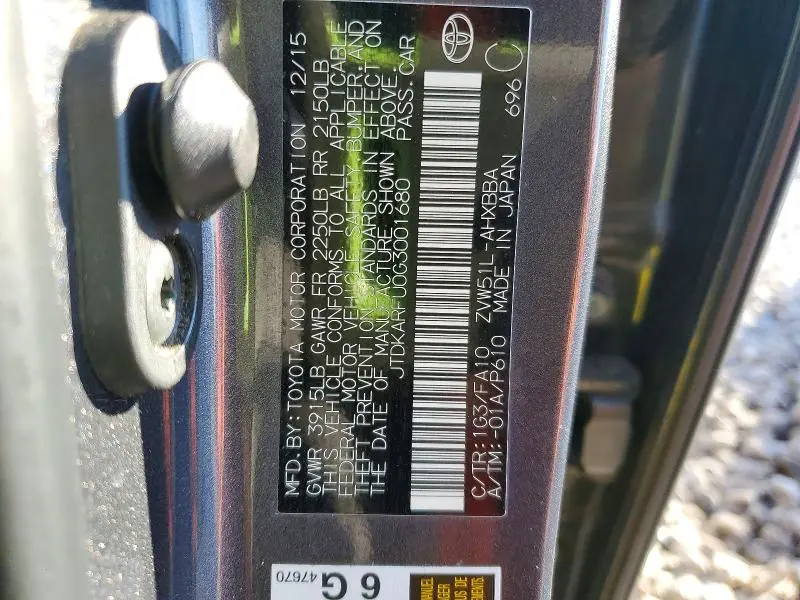 MFD.BY:TOYOTA MOTOR CORPORATION 12/15
GVWR 3915LB GAWR FR 2250LB RR 2150LB
THIS VEHICLE CONFORMS TO ALL APPLICABLE
FEDERAL MOTOR VEHICLE SAFETY BUMPER, AND
THEFT PREVENTION STANDARDS IN EFFECT ON
THE DATE OF MANUFACTURE SHOWN ABOVE.
JTDKARFU0G3001680 PASS.CAR
C/TR:1G3/FA10 ZVW51L-AHXBBA
A/TM:-01A/P610 MADE IN JAPAN 696 C
6 G
47670